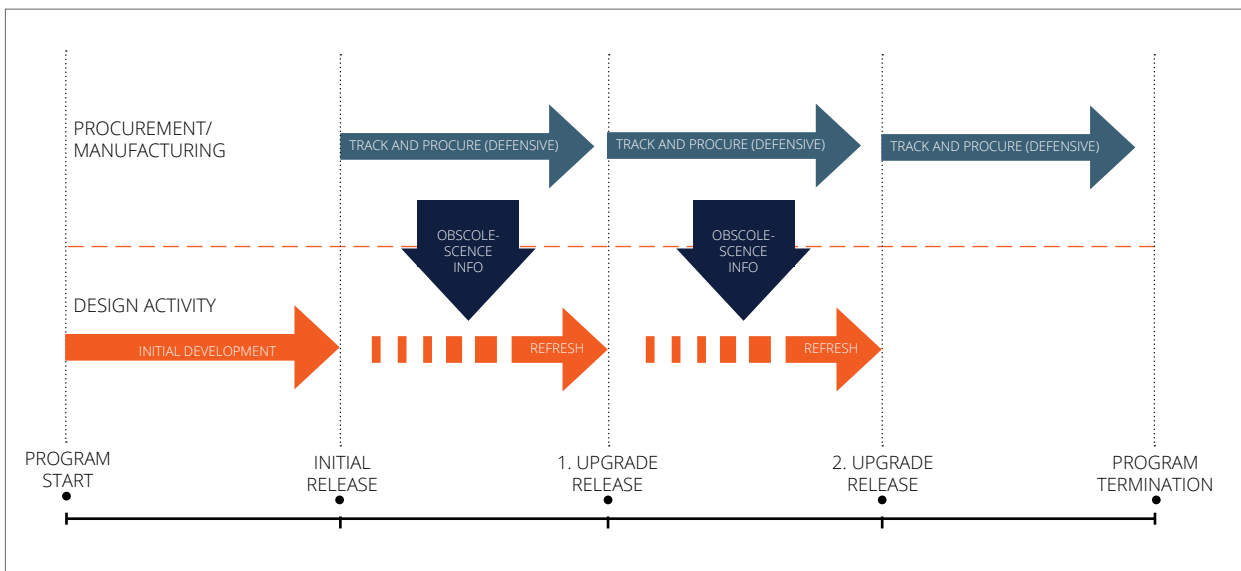 PROCUREMENT/
MANUFACTURING
TRACK AND PROCURE (DEFENSIVE)
TRACK AND PROCURE (DEFENSIVE)
TRACK AND PROCURE (DEFENSIVE)
OBSCOLE-
SCENCE
INFO
OBSCOLE-
SCENCE
INFO
DESIGN ACTIVITY
INITIAL DEVELOPMENT
REFRESH
REFRESH
PROGRAM
START
INITIAL
RELEASE
1. UPGRADE
RELEASE
2. UPGRADE
RELEASE
PROGRAM
TERMINATION